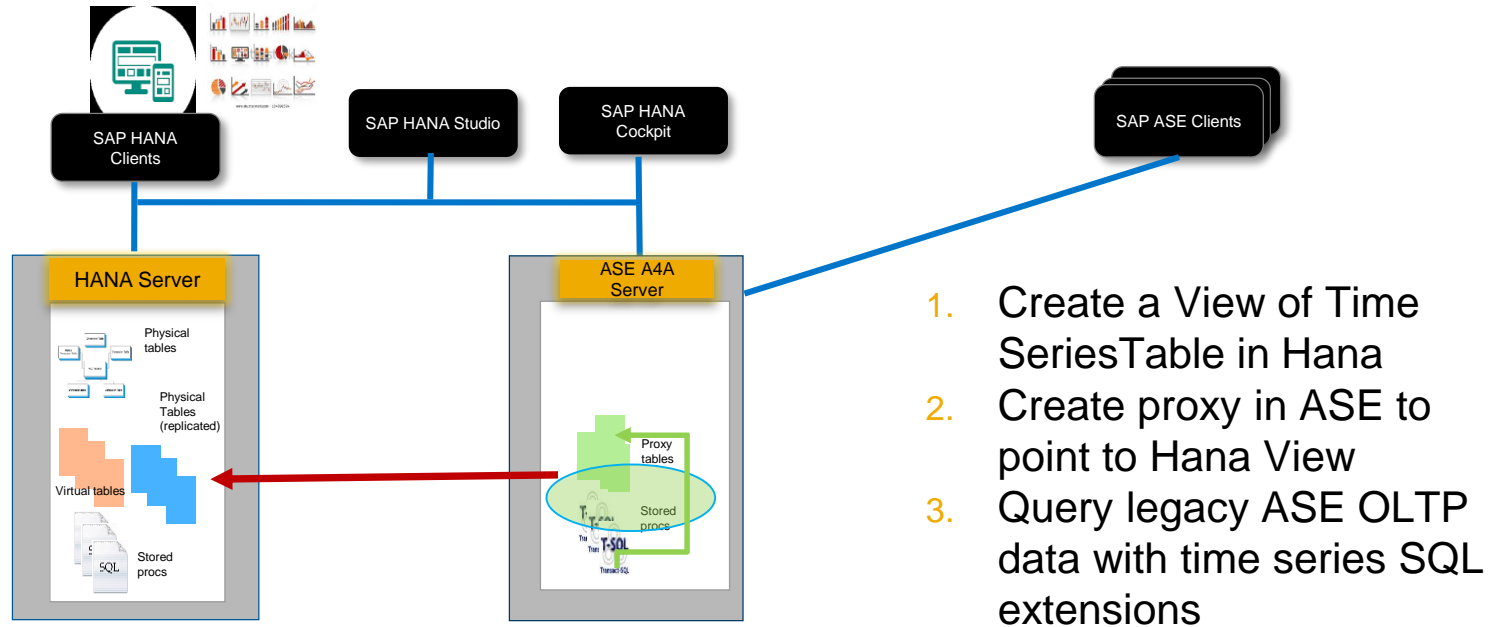 SAP HANA
Clients
SAP HANA Studio
SAP HANA
Cockpit
SAP ASE Clients
HANA Server
Physical
tables
Physical
Tables
(replicated)
Virtual tables
SQL
Stored
procs
ASE A4A
Server
Proxy
tables
Stored
procs
T-SQL
Transact-SQL
1. Create a View of Time
SeriesTable in Hana
2. Create proxy in ASE to
point to Hana View
3. Query legacy ASE OLTP
data with time series SQL
extensions